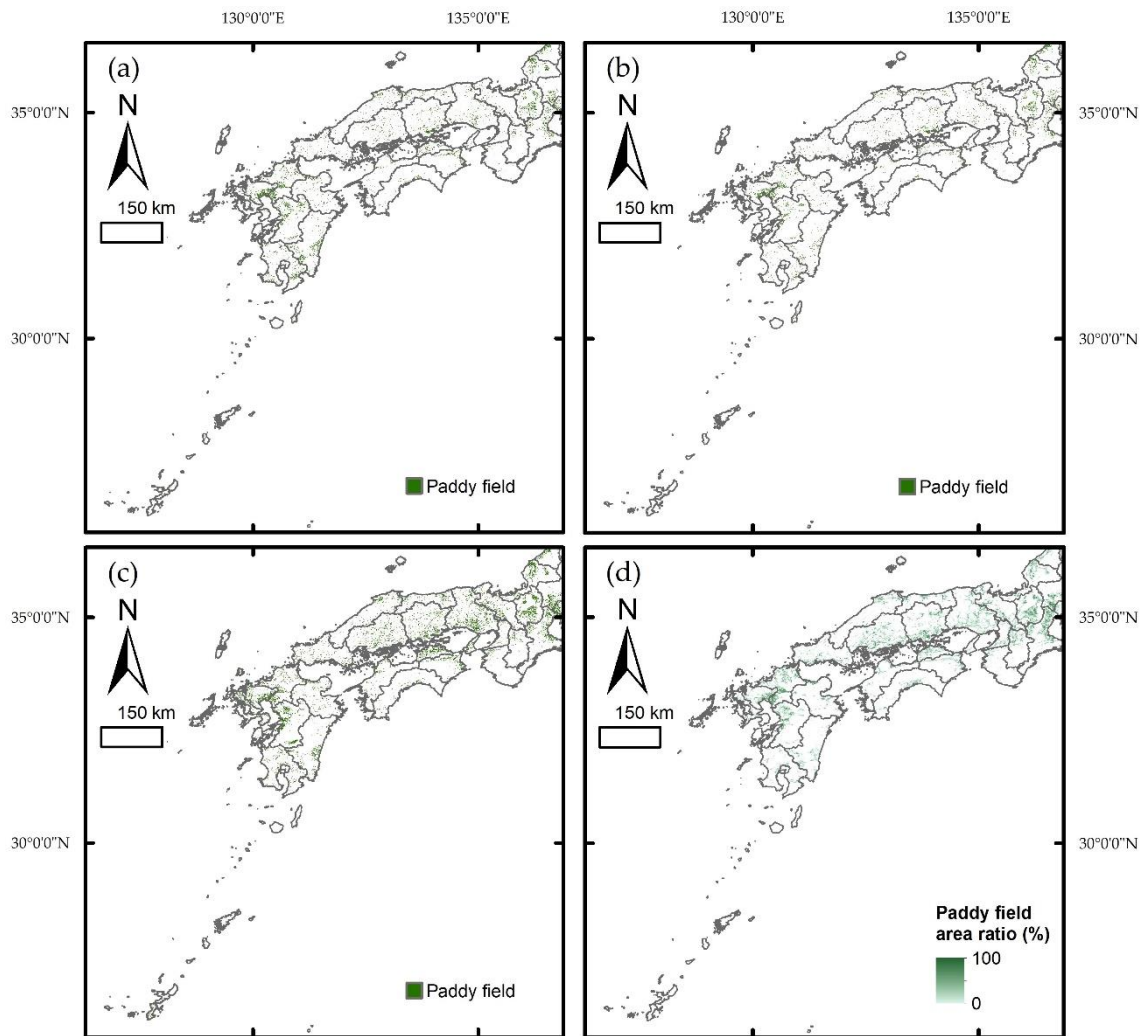 130°0'0"E
135°0'0"E
130°0'0"E
135°0'0"E
(a)
(b)
N
N
35°0'0"N
35°0'0"N
150 km
150 km
30°0'0"N
30°0'0"N
Paddy field
Paddy field
(c)
(d)
N
N
35°0'0"N
35°0'0"N
150 km
150 km
30°0'0"N
30°0'0"N
Paddy field
area ratio (%)
100
0
Paddy field